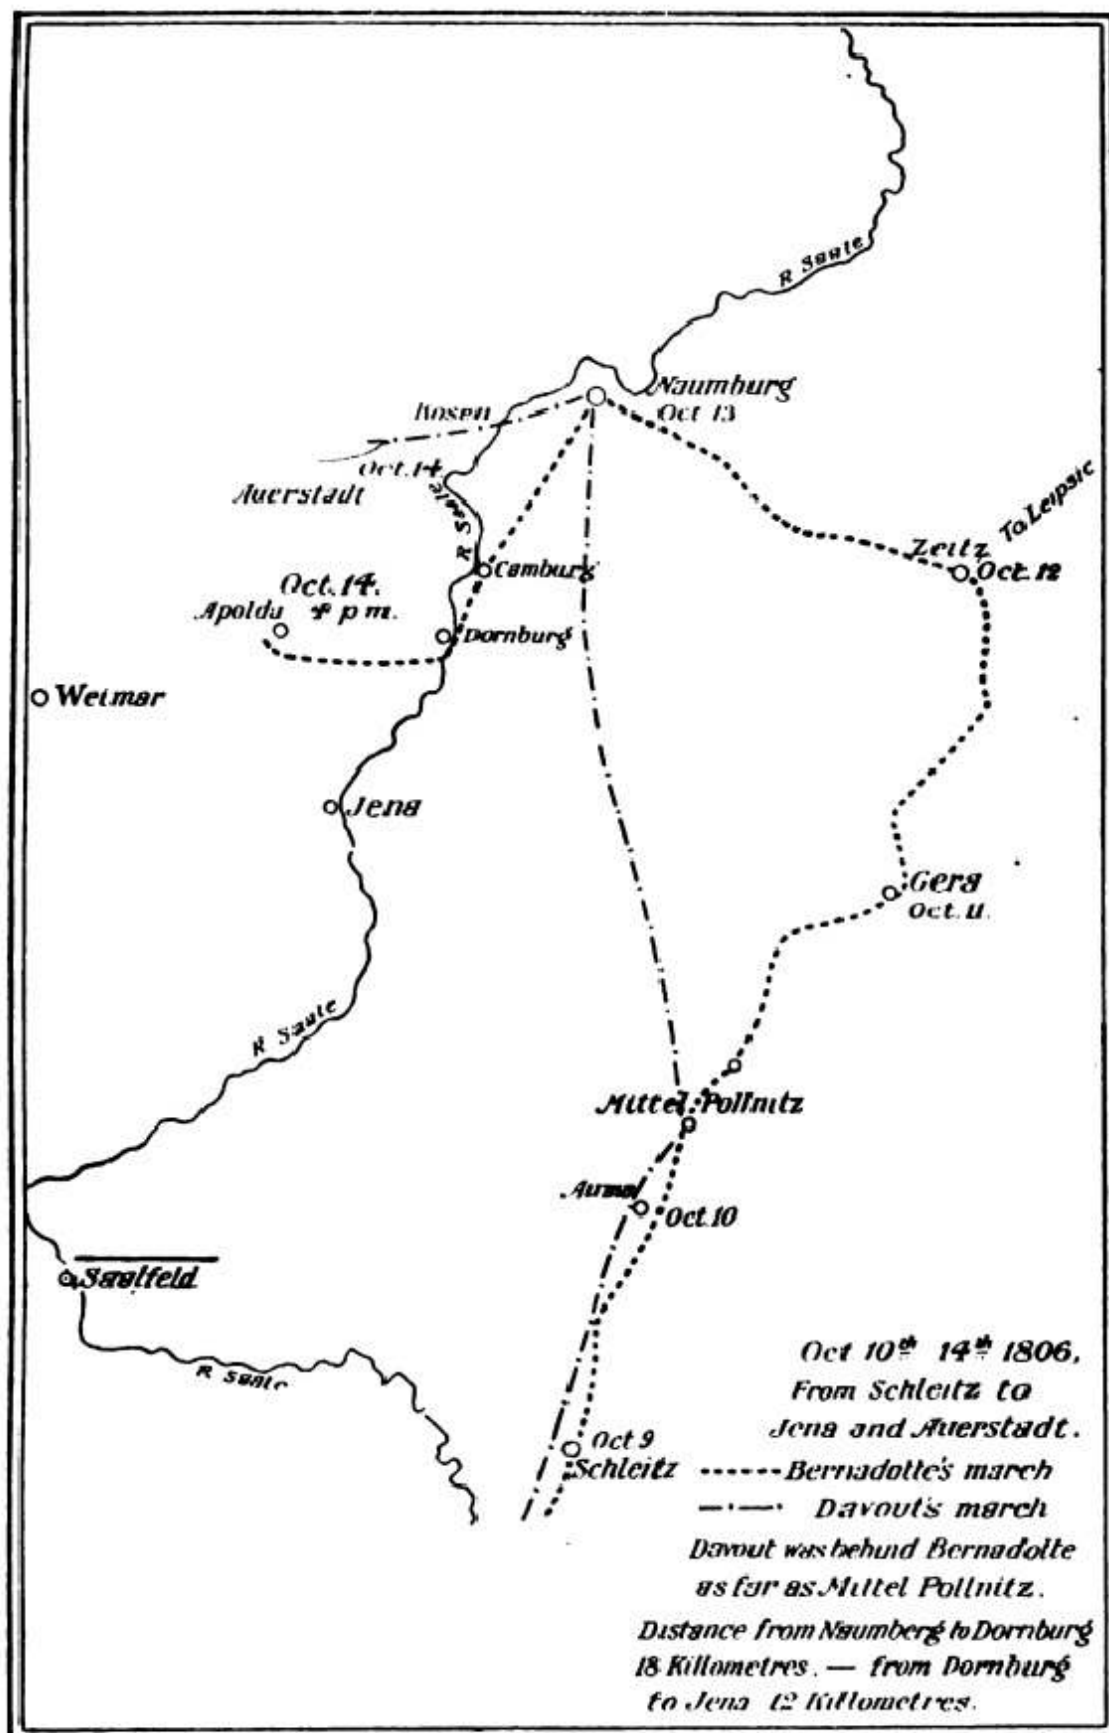 R Saale
Naumburg
Oct 13
Kosen
Oct. 14.
Auerstadt
R Saale
To Leipsic
Zeitz
Oct. 12
Camburg
Oct. 14.
Apolda 4 p m.
Dornburg
Weimar
Jena
Gera
Oct. 11.
R Saale
Mittel Pollnitz
Auma
Oct. 10
Saalfeld
R Saale
Oct 9
Schleitz
Oct 10th 14th 1806.
From Schleitz to
Jena and Auerstadt.
Bernadotte's march
Davout's march
Davout was behind Bernadotte
as far as Mittel Pollnitz.
Distance from Naumberg to Dornburg
18 Killometres. — from Dornburg
to Jena 12 Killometres.